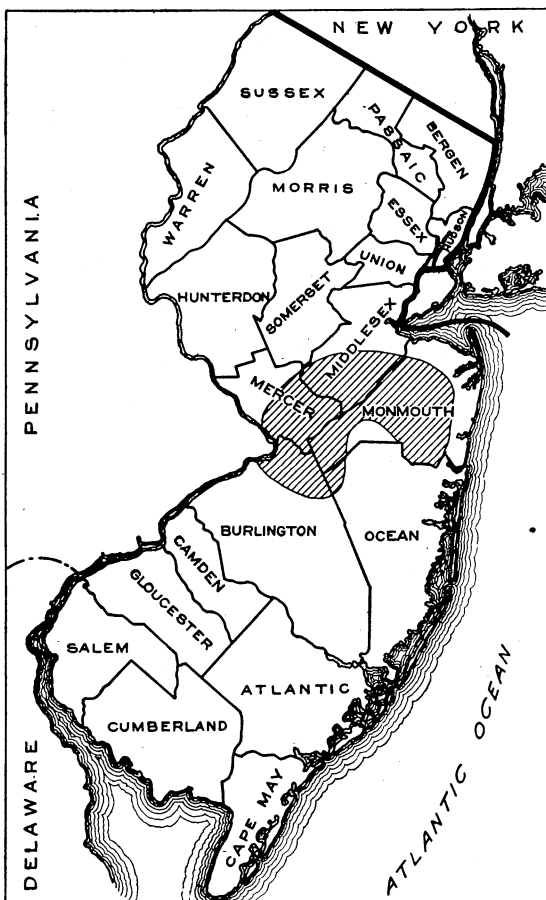 NEW YORK
SUSSEX
PASSAIC
BERGEN
WARREN
MORRIS
ESSEX
HUDSON
UNION
PENNSYLVANIA
HUNTERDON
SOMERSET
MIDDLESEX
MERCER
MONMOUTH
BURLINGTON
OCEAN
CAMDEN
GLOUCESTER
SALEM
ATLANTIC
CUMBERLAND
CAPE MAY
DELAWARE
ATLANTIC OCEAN